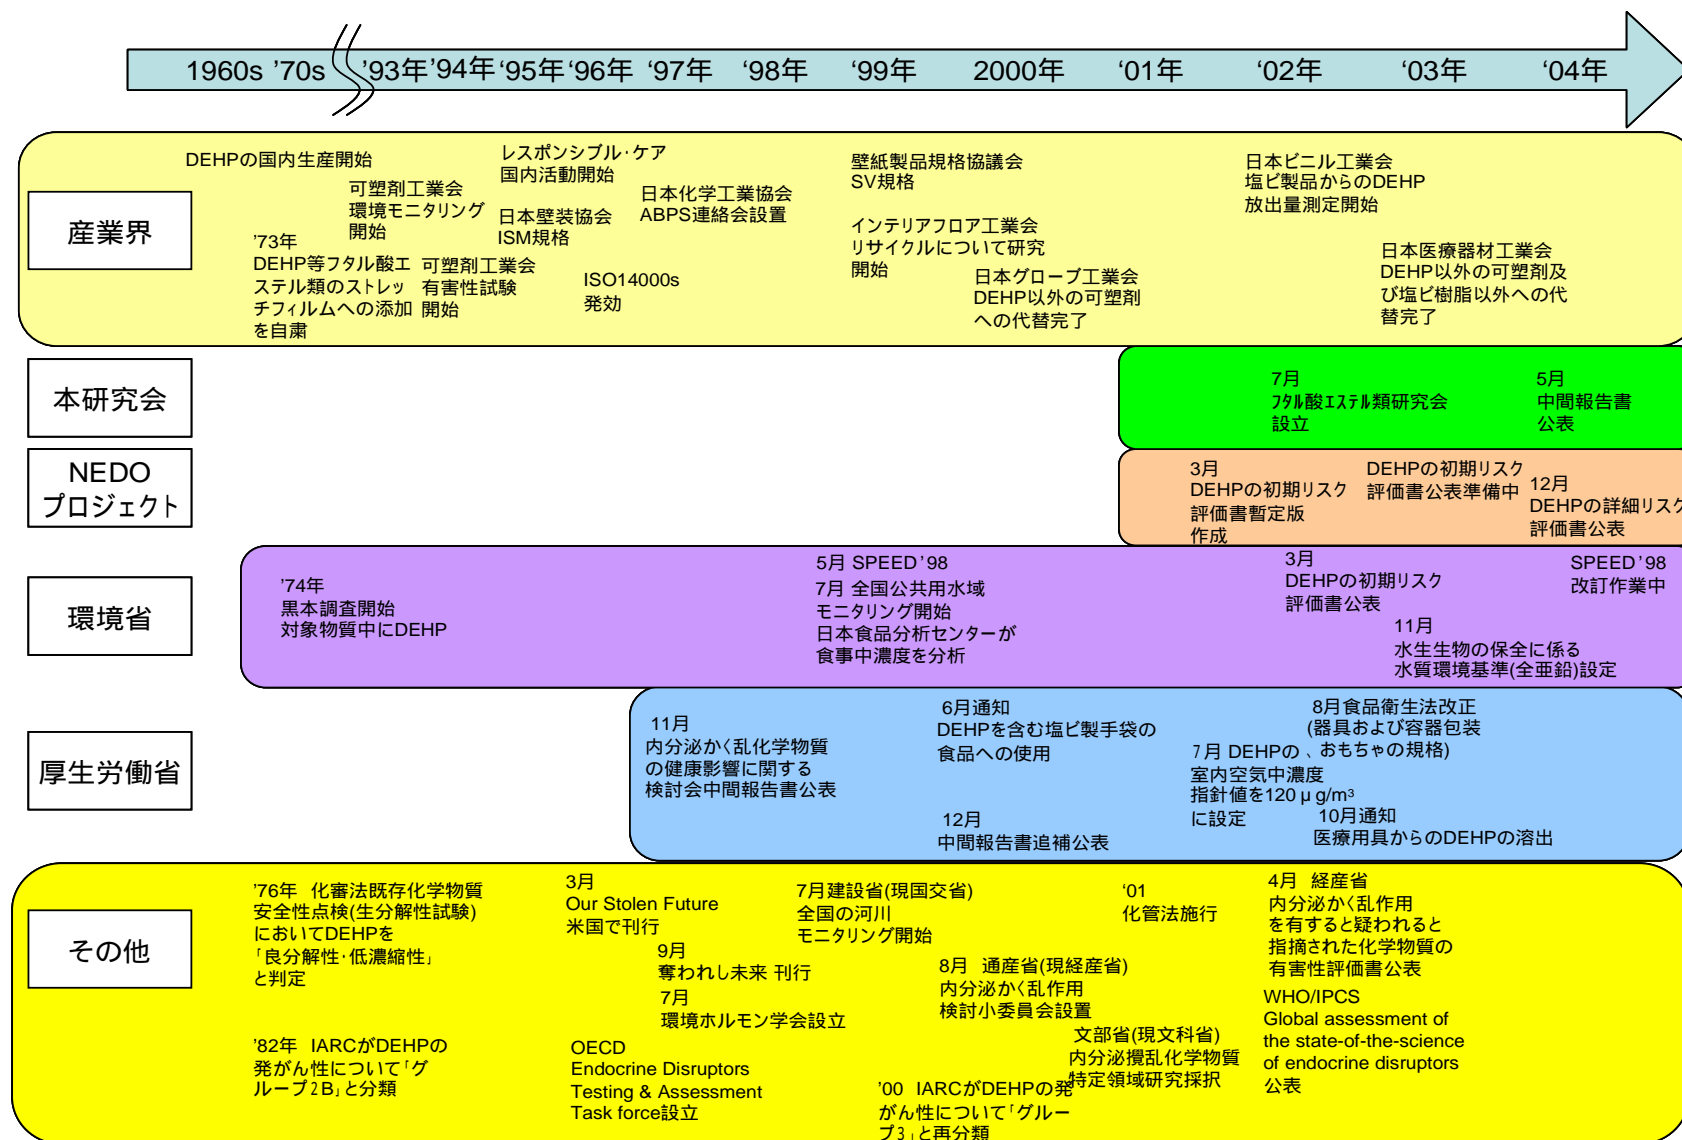 1960s '70s '93年 '94年 '95年 '96年 '97年 '98年 '99年 2000年 '01年 '02年 '03年 '04年
産業界
DEHPの国内生産開始
'73年
DEHP等フタル酸エ
ステル類のストレッ
チフィルムへの添加
を自粛
可塑剤工業会
環境モニタリング
開始
可塑剤工業会
有害性試験
開始
レスポンシブル・ケア
国内活動開始
日本壁装協会
ISM規格
ISO14000s
発効
日本化学工業協会
ABPS連絡会設置
壁紙製品規格協議会
SV規格
インテリアフロア工業会
リサイクルについて研究
開始
日本グローブ工業会
DEHP以外の可塑剤
への代替完了
日本ビニル工業会
塩ビ製品からのDEHP
放出量測定開始
日本医療器材工業会
DEHP以外の可塑剤及
び塩ビ樹脂以外への代
替完了
本研究会
7月
フタル酸エステル類研究会
設立
5月
中間報告書
公表
NEDO
プロジェクト
3月
DEHPの初期リスク
評価書暫定版
作成
DEHPの初期リスク
評価書公表準備中
12月
DEHPの詳細リスク
評価書公表
環境省
'74年
黒本調査開始
対象物質中にDEHP
5月 SPEED'98
7月 全国公共用水域
モニタリング開始
日本食品分析センターが
食事中濃度を分析
3月
DEHPの初期リスク
評価書公表
11月
水生生物の保全に係る
水質環境基準(全亜鉛)設定
SPEED'98
改訂作業中
厚生労働省
11月
内分泌かく乱化学物質
の健康影響に関する
検討会中間報告書公表
6月通知
DEHPを含む塩ビ製手袋の
食品への使用
12月
中間報告書追補公表
7月 DEHPの
室内空気中濃度
指針値を120μg/m³
に設定
8月食品衛生法改正
(器具および容器包装
、おもちゃの規格)
10月通知
医療用具からのDEHPの溶出
その他
'76年 化審法既存化学物質
安全性点検(生分解性試験)
においてDEHPを
「良分解性・低濃縮性」
と判定
'82年 IARCがDEHPの
発がん性について「グ
ループ2B」と分類
3月
Our Stolen Future
米国で刊行
9月
奪われし未来 刊行
7月
環境ホルモン学会設立
OECD
Endocrine Disruptors
Testing & Assessment
Task force設立
7月建設省(現国交省)
全国の河川
モニタリング開始
8月 通産省(現経産省)
内分泌かく乱作用
検討小委員会設置
'00 IARCがDEHPの発
がん性について「グルー
プ3」と再分類
'01
化管法施行
文部省(現文科省)
内分泌攪乱化学物質
特定領域研究採択
4月 経産省
内分泌かく乱作用
を有すると疑われると
指摘された化学物質の
有害性評価書公表
WHO/IPCS
Global assessment of
the state-of-the-science
of endocrine disruptors
公表